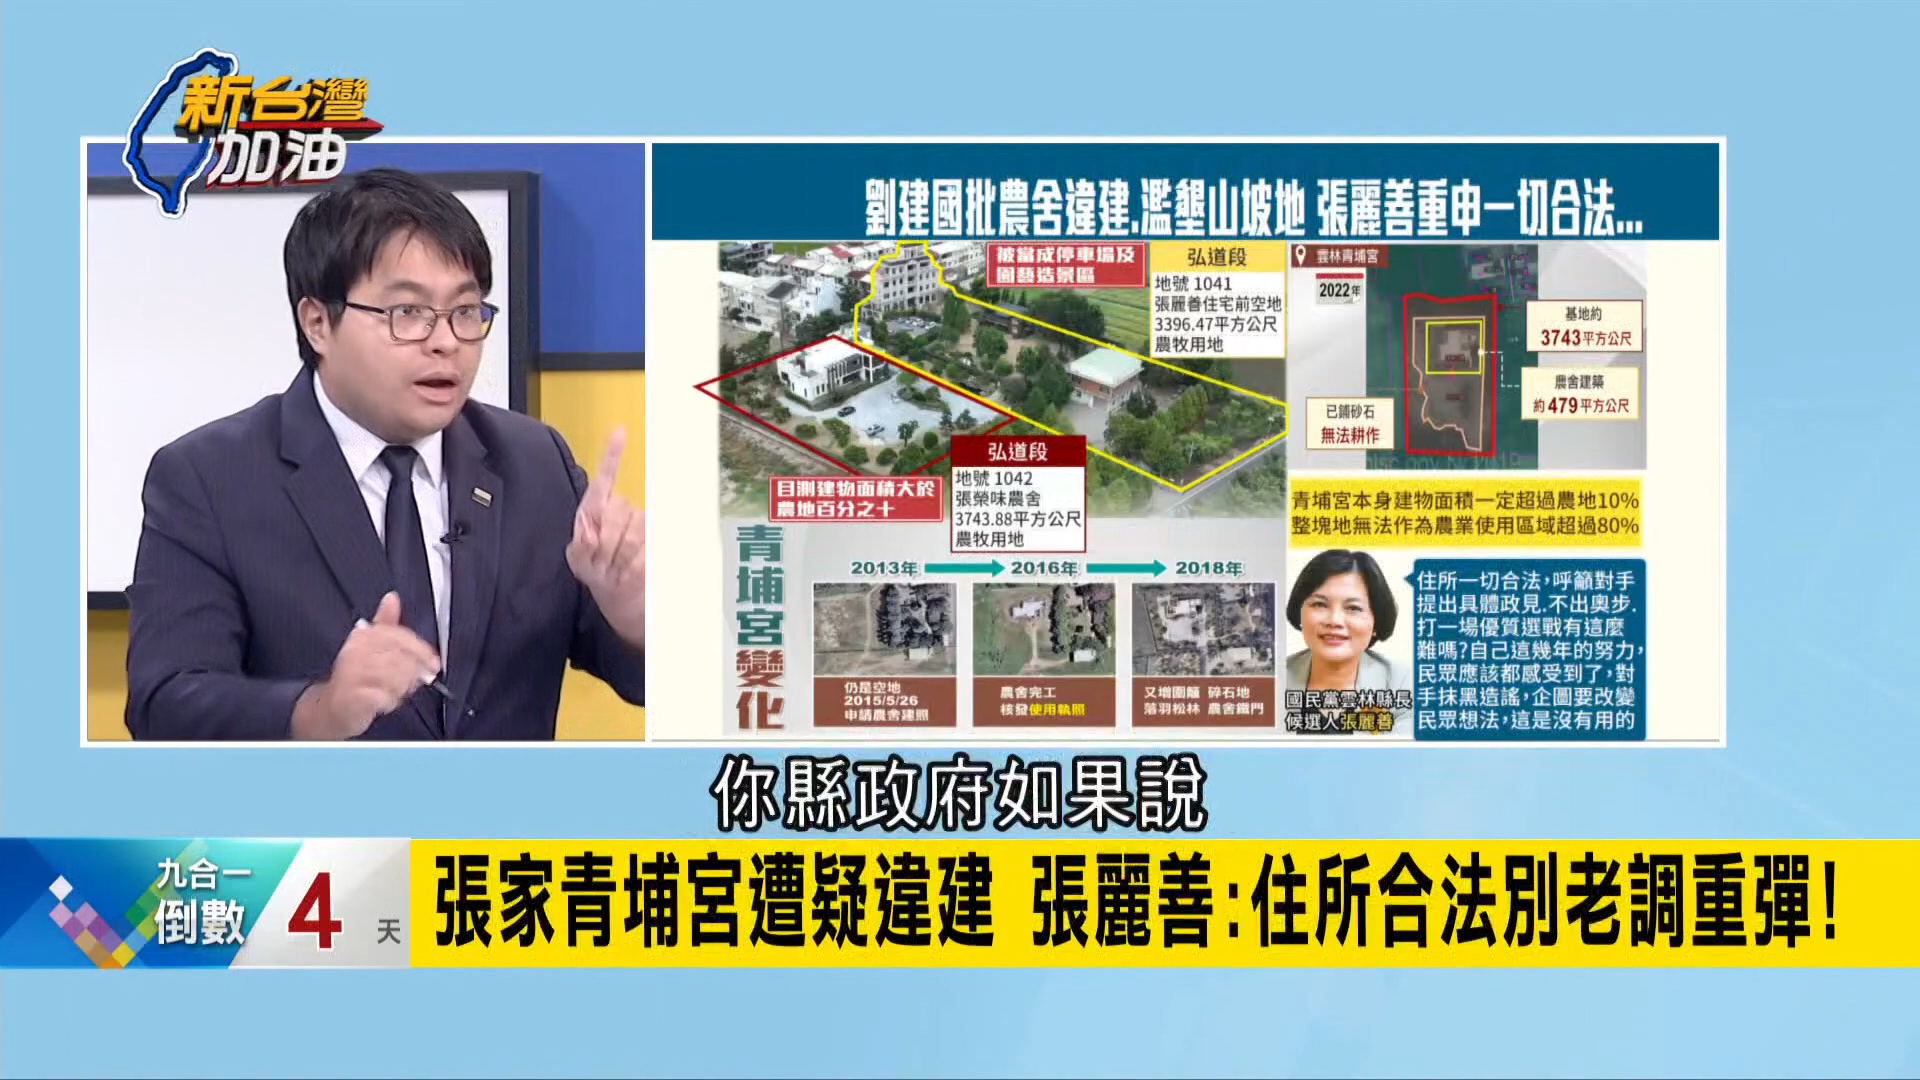 新台灣
加油
劉建國批農舍違建.濫墾山坡地 張麗善重申一切合法...
被當成停車場及
園藝造景區
弘道段
地號 1041
張麗善住宅前空地
3396.47平方公尺
農牧用地
目測建物面積大於
農地百分之十
弘道段
地號 1042
張榮味農舍
3743.88平方公尺
農牧用地
雲林青埔宮
2022年
基地約
3743平方公尺
農舍建築
約479平方公尺
已鋪砂石
無法耕作
青埔宮本身建物面積一定超過農地10%
整塊地無法作為農業使用區域超過80%
青埔宮變化
2013年
2016年
2018年
仍是空地
2015/5/26
申請農舍建照
農舍完工
核發使用執照
又增圍籬 碎石地
落羽松林 農舍鐵門
國民黨雲林縣長
候選人張麗善
住所一切合法,呼籲對手
提出具體政見.不出奧步.
打一場優質選戰有這麼
難嗎?自己這幾年的努力,
民眾應該都感受到了,對
手抹黑造謠,企圖要改變
民眾想法,這是沒有用的
你縣政府如果說
九合一
倒數
4天
張家青埔宮遭疑違建 張麗善:住所合法別老調重彈!